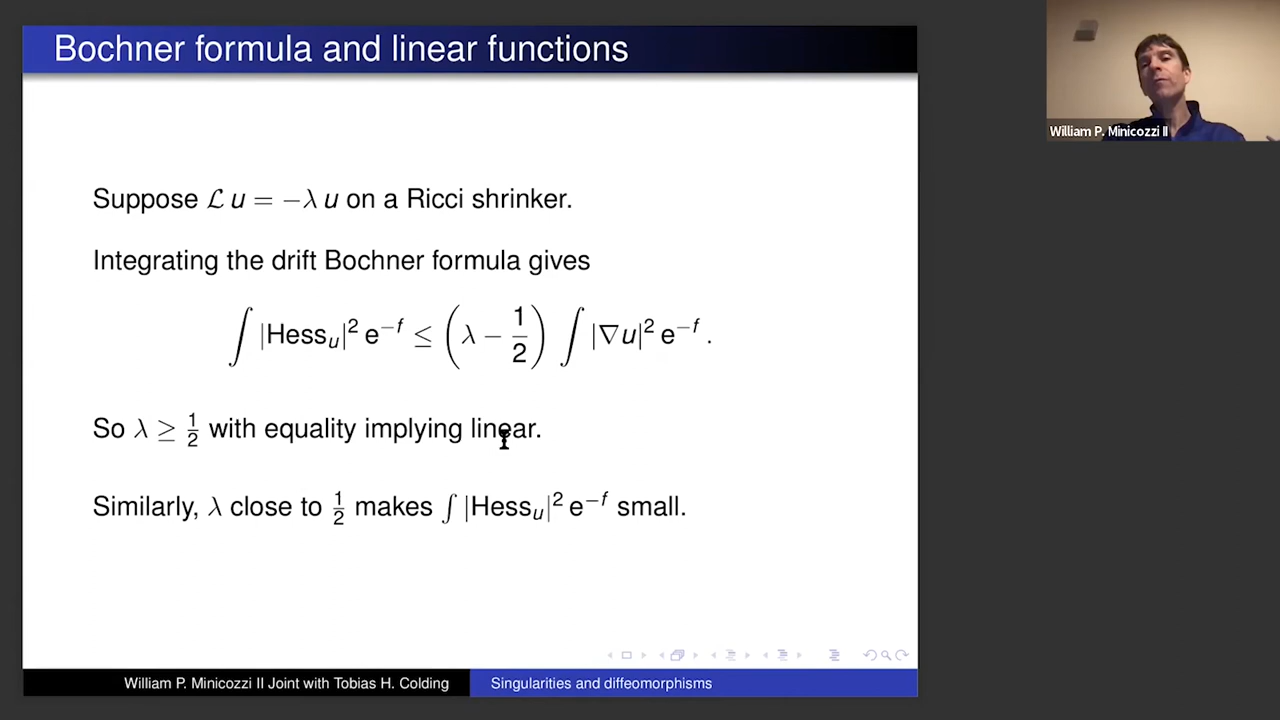 Bochner formula and linear functions
William P. Minicozzi II
Suppose ℒ u = −λ u on a Ricci shrinker.
Integrating the drift Bochner formula gives
∫ |Hess_u|² e^{−f} ≤ (λ − 1/2) ∫ |∇u|² e^{−f} .
So λ ≥ 1/2 with equality implying linear.
Similarly, λ close to 1/2 makes ∫ |Hess_u|² e^{−f} small.
William P. Minicozzi II Joint with Tobias H. Colding
Singularities and diffeomorphisms